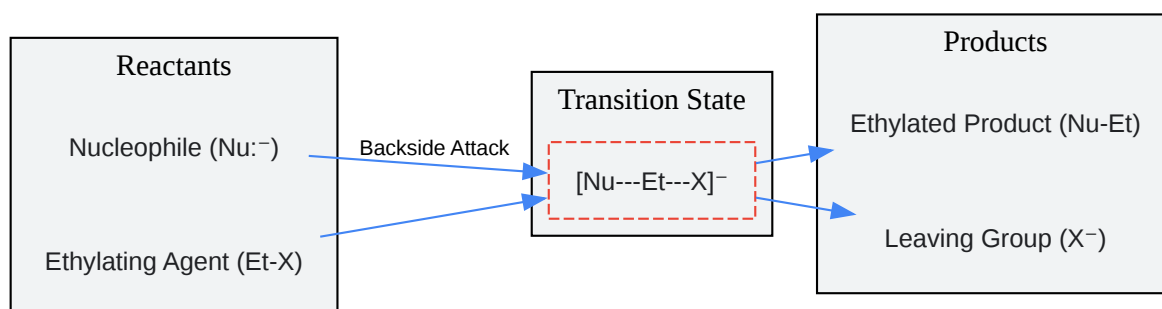 Reactants
Nucleophile (Nu:⁻)
Ethylating Agent (Et-X)
Backside Attack
Transition State
[Nu---Et---X]⁻
Products
Ethylated Product (Nu-Et)
Leaving Group (X⁻)